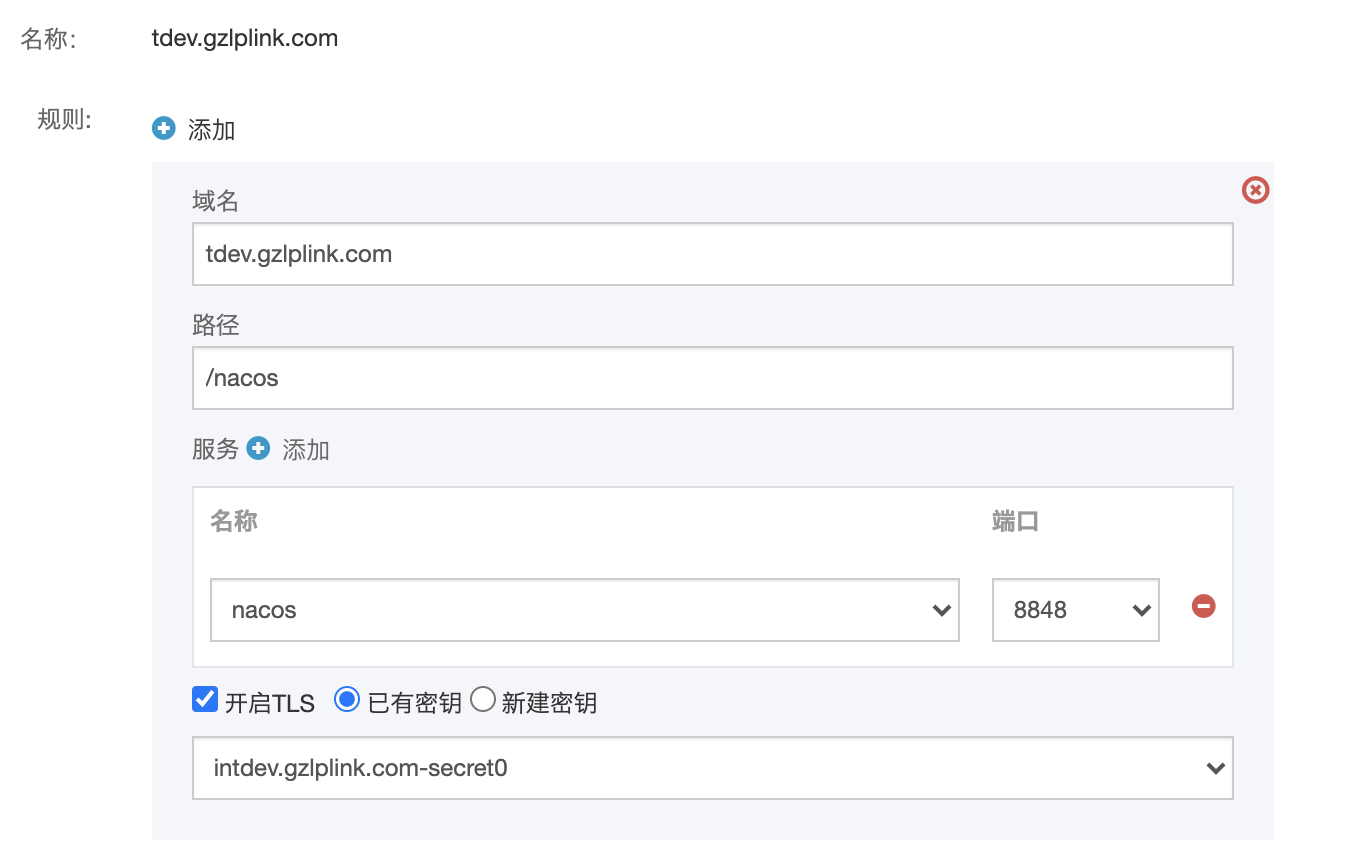 名称: tdev.gzlplink.com
规则: 添加
域名
tdev.gzlplink.com
路径
/nacos
服务 添加
名称 端口
nacos 8848
开启TLS 已有密钥 新建密钥
intdev.gzlplink.com-secret0